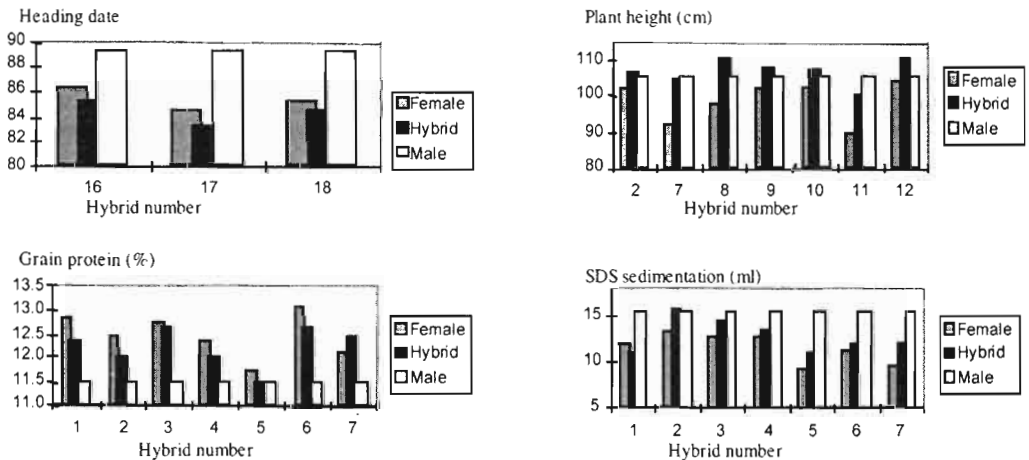 Heading date
90
88
86
84
82
80
16 17 18
Hybrid number
Female
Hybrid
Male
Plant height (cm)
110
100
90
80
2 7 8 9 10 11 12
Hybrid number
Female
Hybrid
Male
Grain protein (%)
13.5
13.0
12.5
12.0
11.5
11.0
1 2 3 4 5 6 7
Hybrid number
Female
Hybrid
Male
SDS sedimentation (ml)
15
10
5
1 2 3 4 5 6 7
Hybrid number
Female
Hybrid
Male